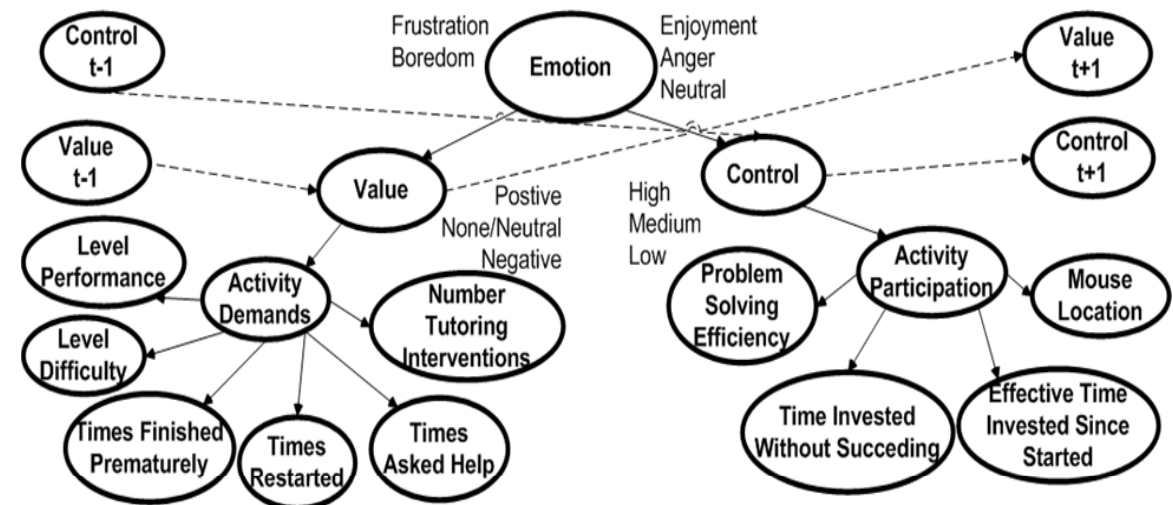 Control
t-1
Frustration
Boredom
Emotion
Enjoyment
Anger
Neutral
Value
t+1
Value
t-1
Value
Postive
None/Neutral
Negative
High
Medium
Low
Control
Control
t+1
Level
Performance
Activity
Demands
Number
Tutoring
Interventions
Level
Difficulty
Times Finished
Prematurely
Times
Restarted
Times
Asked Help
Problem
Solving
Efficiency
Activity
Participation
Mouse
Location
Time Invested
Without Succeding
Effective Time
Invested Since
Started